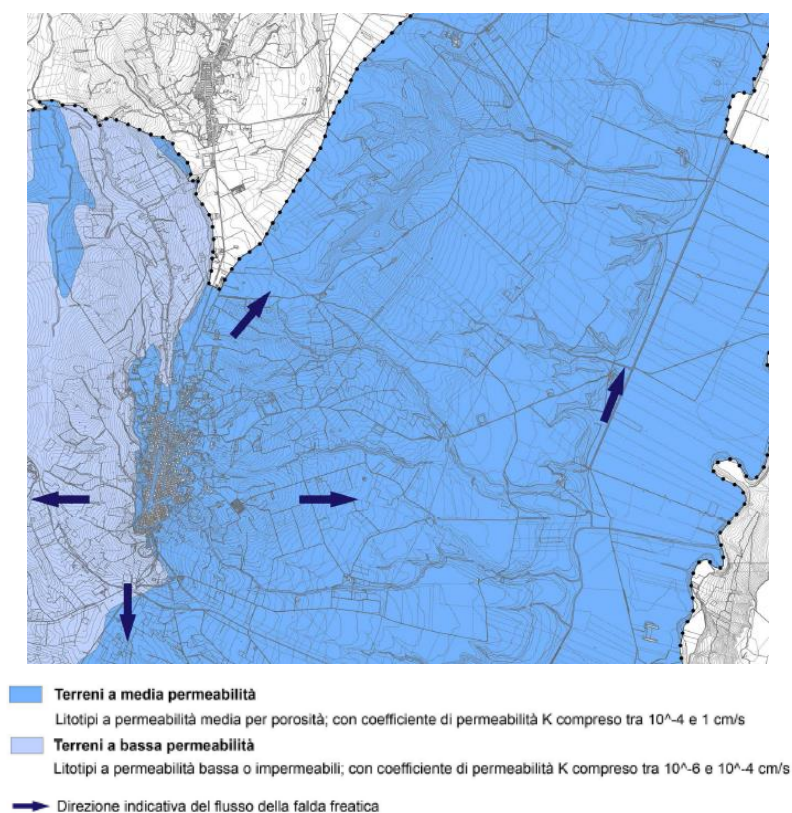 Terreni a media permeabilità
Litotipi a permeabilità media per porosità; con coefficiente di permeabilità K compreso tra 10^-4 e 1 cm/s
Terreni a bassa permeabilità
Litotipi a permeabilità bassa o impermeabili; con coefficiente di permeabilità K compreso tra 10^-6 e 10^-4 cm/s
Direzione indicativa del flusso della falda freatica